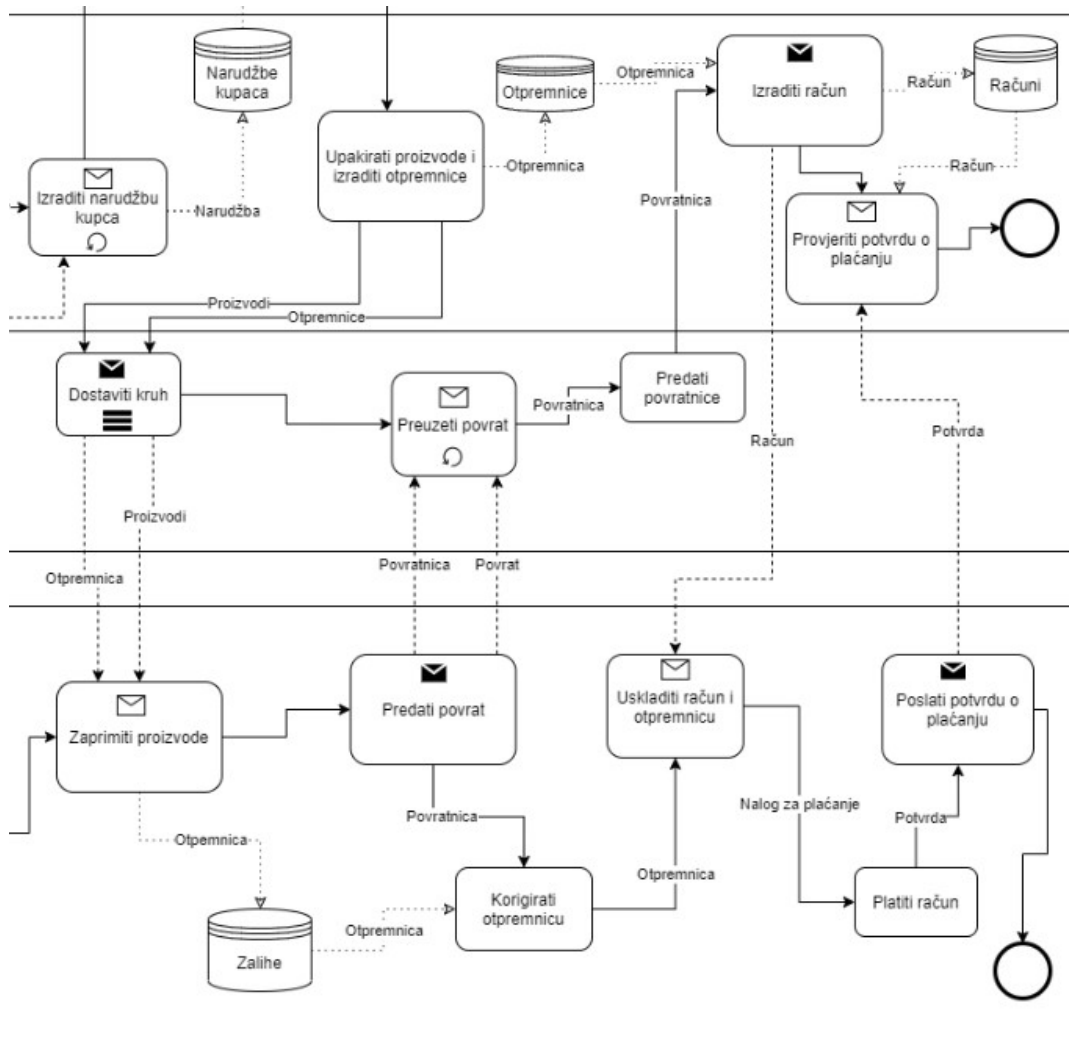 Narudžbe
kupaca
Otpremnice
Otpremnica
Izraditi račun
Račun
Računi
Upakirati proizvode i
izraditi otpremnice
Otpremnica
Izraditi narudžbu
kupca
Narudžba
Povratnica
Račun
Provjeriti potvrdu o
plaćanju
Proizvodi
Otpremnice
Dostaviti kruh
Preuzeti povrat
Povratnica
Predati
povratnice
Račun
Potvrda
Proizvodi
Otpremnica
Povratnica
Povrat
Zaprimiti proizvode
Predati povrat
Uskladiti račun i
otpremnicu
Poslati potvrdu o
plaćanju
Nalog za plaćanje
Povratnica
Potvrda
Otpemnica
Otpremnica
Korigirati
otpremnicu
Platiti račun
Otpremnica
Zalihe